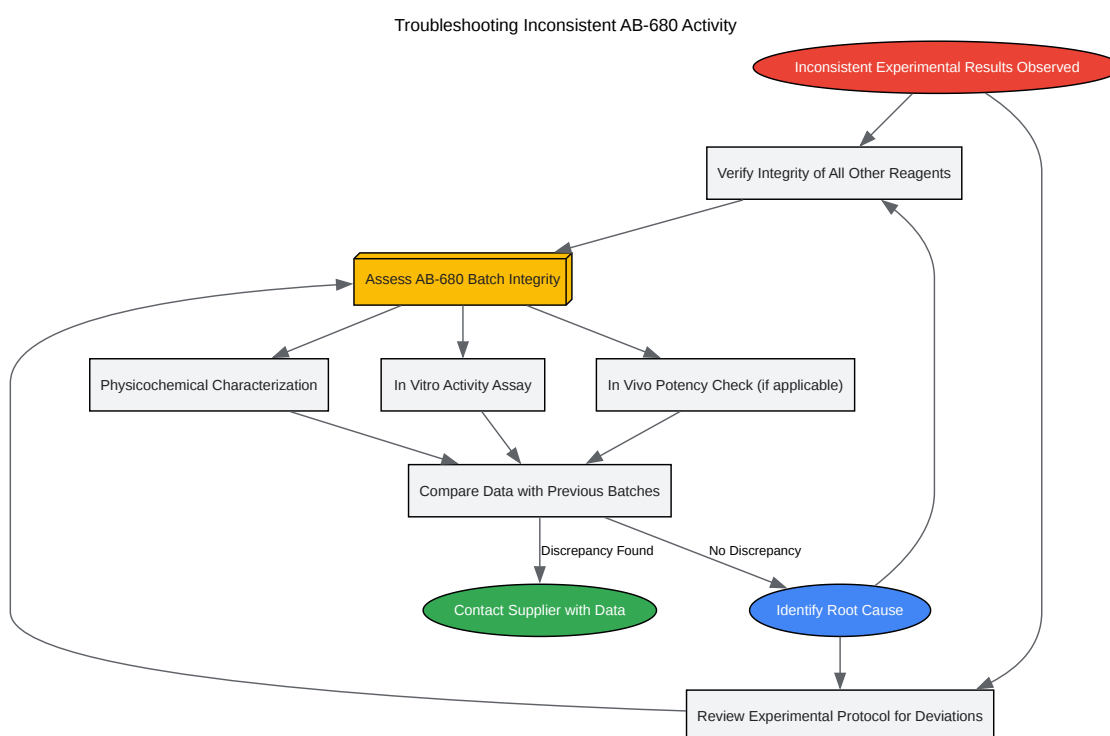 Troubleshooting Inconsistent AB-680 Activity
Inconsistent Experimental Results Observed
Verify Integrity of All Other Reagents
Assess AB-680 Batch Integrity
Physicochemical Characterization
In Vitro Activity Assay
In Vivo Potency Check (if applicable)
Compare Data with Previous Batches
Discrepancy Found
No Discrepancy
Contact Supplier with Data
Identify Root Cause
Review Experimental Protocol for Deviations